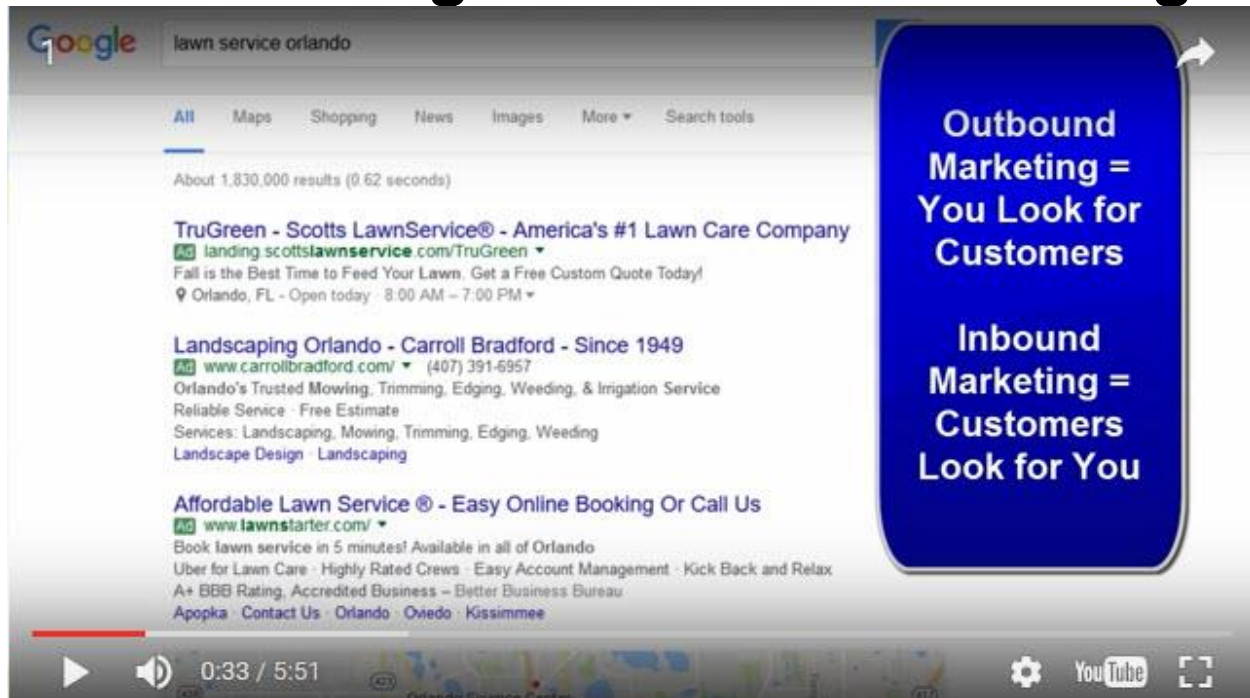 Google
lawn service orlando
All Maps Shopping News Images More Search tools
About 1,830,000 results (0.62 seconds)
TruGreen - Scotts LawnService® - America's #1 Lawn Care Company
Ad landing.scottslawnservice.com/TruGreen
Fall is the Best Time to Feed Your Lawn. Get a Free Custom Quote Today!
Orlando, FL - Open today · 8:00 AM – 7:00 PM
Landscaping Orlando - Carroll Bradford - Since 1949
Ad www.carrollbradford.com/ (407) 391-6957
Orlando's Trusted Mowing, Trimming, Edging, Weeding, & Irrigation Service
Reliable Service · Free Estimate
Services: Landscaping, Mowing, Trimming, Edging, Weeding
Landscape Design · Landscaping
Affordable Lawn Service ® - Easy Online Booking Or Call Us
Ad www.lawnstarter.com/
Book lawn service in 5 minutes! Available in all of Orlando
Uber for Lawn Care · Highly Rated Crews · Easy Account Management · Kick Back and Relax
A+ BBB Rating, Accredited Business – Better Business Bureau
Apopka · Contact Us · Orlando · Oviedo · Kissimmee
Outbound
Marketing =
You Look for
Customers
Inbound
Marketing =
Customers
Look for You
0:33 / 5:51
YouTube